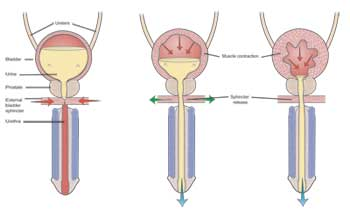 Ureters
Bladder
Urine
Prostate
External
bladder
sphincter
Urethra
Muscle contraction
Sphincter
release